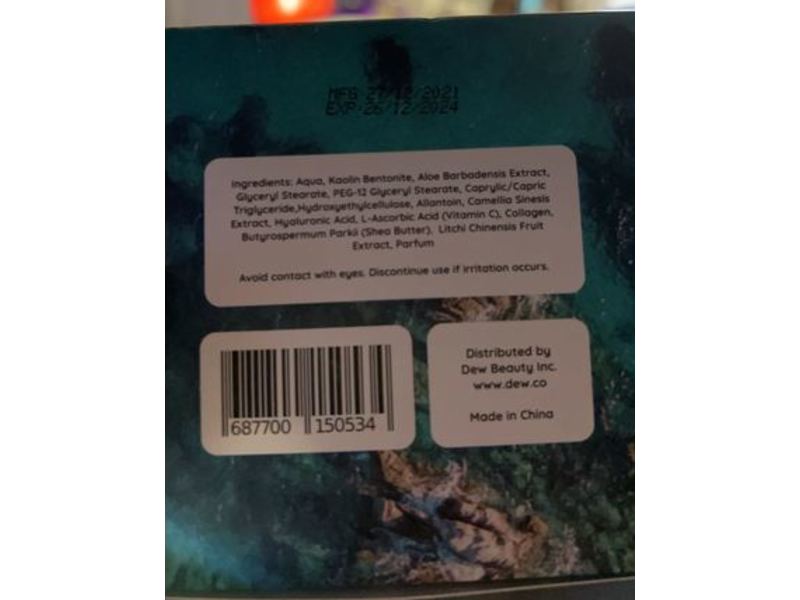 MFG 27/12/2021
EXP:26/12/2024
Ingredients: Aqua, Kaolin Bentonite, Aloe Barbadensis Extract,
Glyceryl Stearate, PEG-12 Glyceryl Stearate, Caprylic/Capric
Triglyceride,Hydroxyethylcellulose, Allantoin, Camellia Sinesis
Extract, Hyaluronic Acid, L-Ascorbic Acid (Vitamin C), Collagen,
Butyrospermum Parkii (Shea Butter), Litchi Chinensis Fruit
Extract, Parfum
Avoid contact with eyes. Discontinue use if irritation occurs.
687700 150534
Distributed by
Dew Beauty Inc.
www.dew.co
Made in China